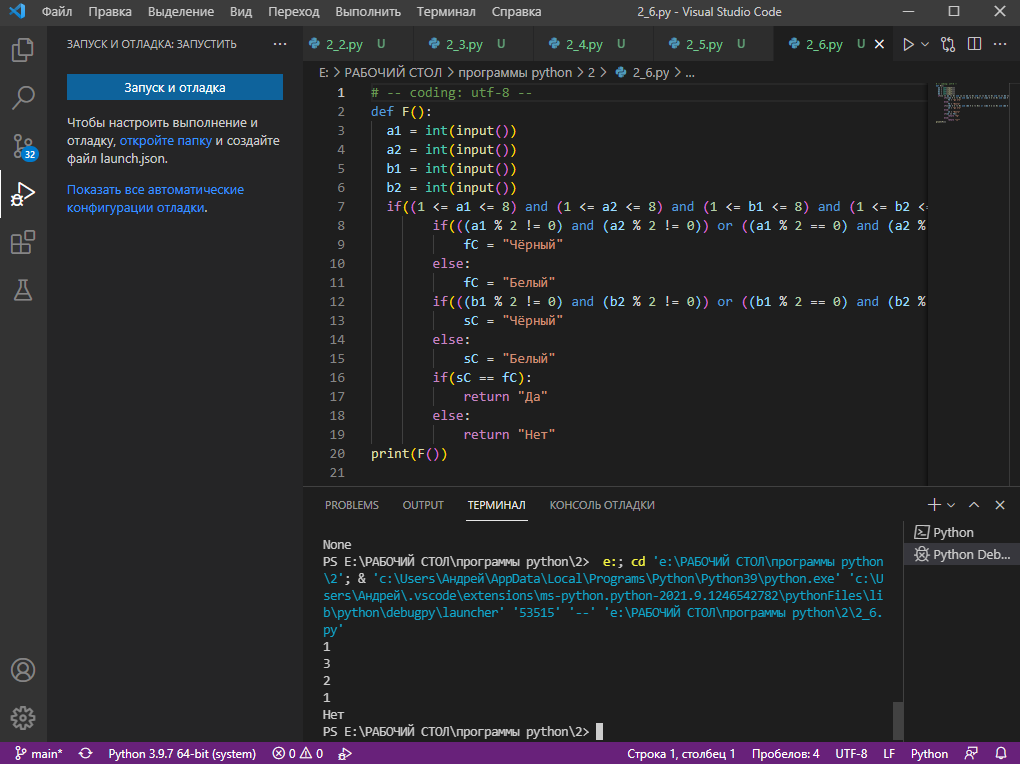 Файл Правка Выделение Вид Переход Выполнить Терминал Справка 2_6.py - Visual Studio Code
ЗАПУСК И ОТЛАДКА: ЗАПУСТИТЬ ...
Запуск и отладка
Чтобы настроить выполнение и
отладку, откройте папку и создайте
файл launch.json.
Показать все автоматические
конфигурации отладки.
32
2_2.py U 2_3.py U 2_4.py U 2_5.py U 2_6.py U
E: > РАБОЧИЙ СТОЛ > программы python > 2 > 2_6.py > ...
1 # -- coding: utf-8 --
2 def F():
3 a1 = int(input())
4 a2 = int(input())
5 b1 = int(input())
6 b2 = int(input())
7 if((1 <= a1 <= 8) and (1 <= a2 <= 8) and (1 <= b1 <= 8) and (1 <= b2 <
8 if(((a1 % 2 != 0) and (a2 % 2 != 0)) or ((a1 % 2 == 0) and (a2 %
9 fC = "Чёрный"
10 else:
11 fC = "Белый"
12 if(((b1 % 2 != 0) and (b2 % 2 != 0)) or ((b1 % 2 == 0) and (b2 %
13 sC = "Чёрный"
14 else:
15 sC = "Белый"
16 if(sC == fC):
17 return "Да"
18 else:
19 return "Нет"
20 print(F())
21
PROBLEMS OUTPUT ТЕРМИНАЛ КОНСОЛЬ ОТЛАДКИ
Python
Python Deb...
None
PS E:\РАБОЧИЙ СТОЛ\программы python\2> e:; cd 'e:\РАБОЧИЙ СТОЛ\программы python
\2'; & 'c:\Users\Андрей\AppData\Local\Programs\Python\Python39\python.exe' 'c:\U
sers\Андрей\.vscode\extensions\ms-python.python-2021.9.1246542782\pythonFiles\li
b\python\debugpy\launcher' '53515' '--' 'e:\РАБОЧИЙ СТОЛ\программы python\2\2_6.
py'
1
3
2
1
Нет
PS E:\РАБОЧИЙ СТОЛ\программы python\2>
main* Python 3.9.7 64-bit (system) 0 0 Строка 1, столбец 1 Пробелов: 4 UTF-8 LF Python